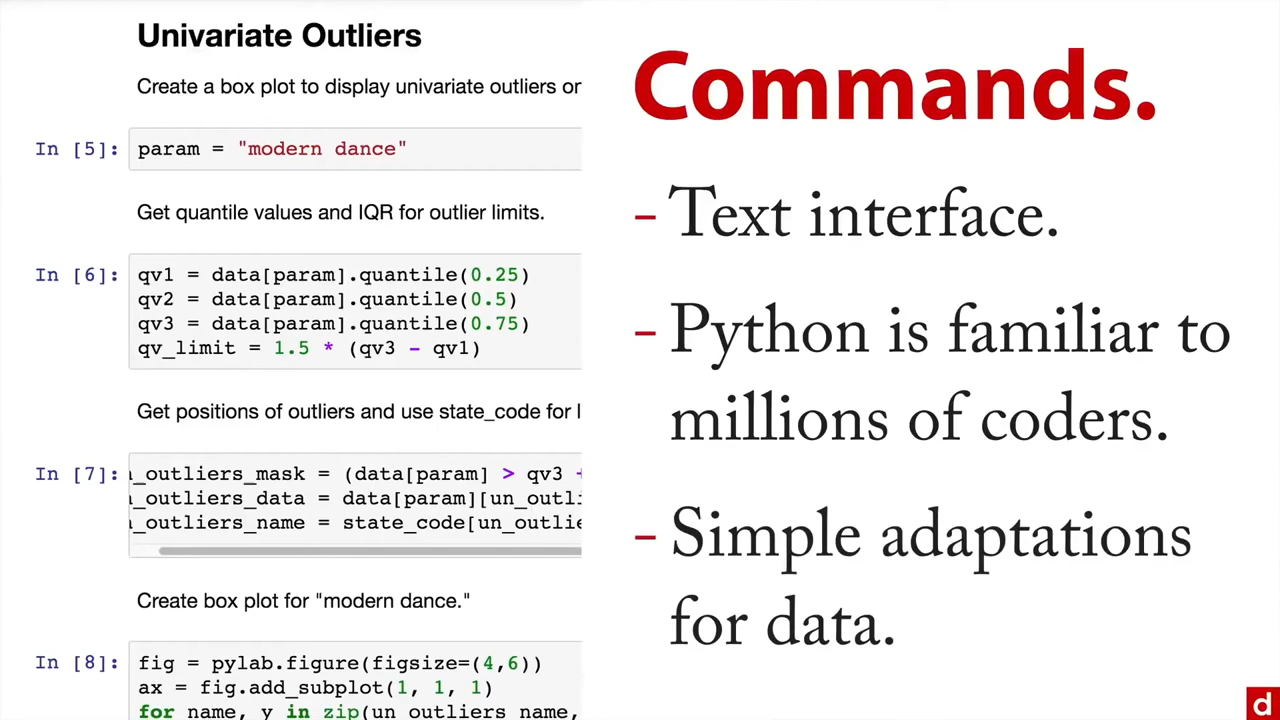 Univariate Outliers
Create a box plot to display univariate outliers on
In [5]: param = "modern dance"
Get quantile values and IQR for outlier limits.
In [6]: qv1 = data[param].quantile(0.25)
qv2 = data[param].quantile(0.5)
qv3 = data[param].quantile(0.75)
qv_limit = 1.5 * (qv3 - qv1)
Get positions of outliers and use state_code for l
In [7]: n_outliers_mask = (data[param] > qv3 +
n_outliers_data = data[param][un_outli
n_outliers_name = state_code[un_outlie
Create box plot for "modern dance."
In [8]: fig = pylab.figure(figsize=(4,6))
ax = fig.add_subplot(1, 1, 1)
for name, y in zip(un_outliers_name,
Commands.
- Text interface.
- Python is familiar to
millions of coders.
- Simple adaptations
for data.
d